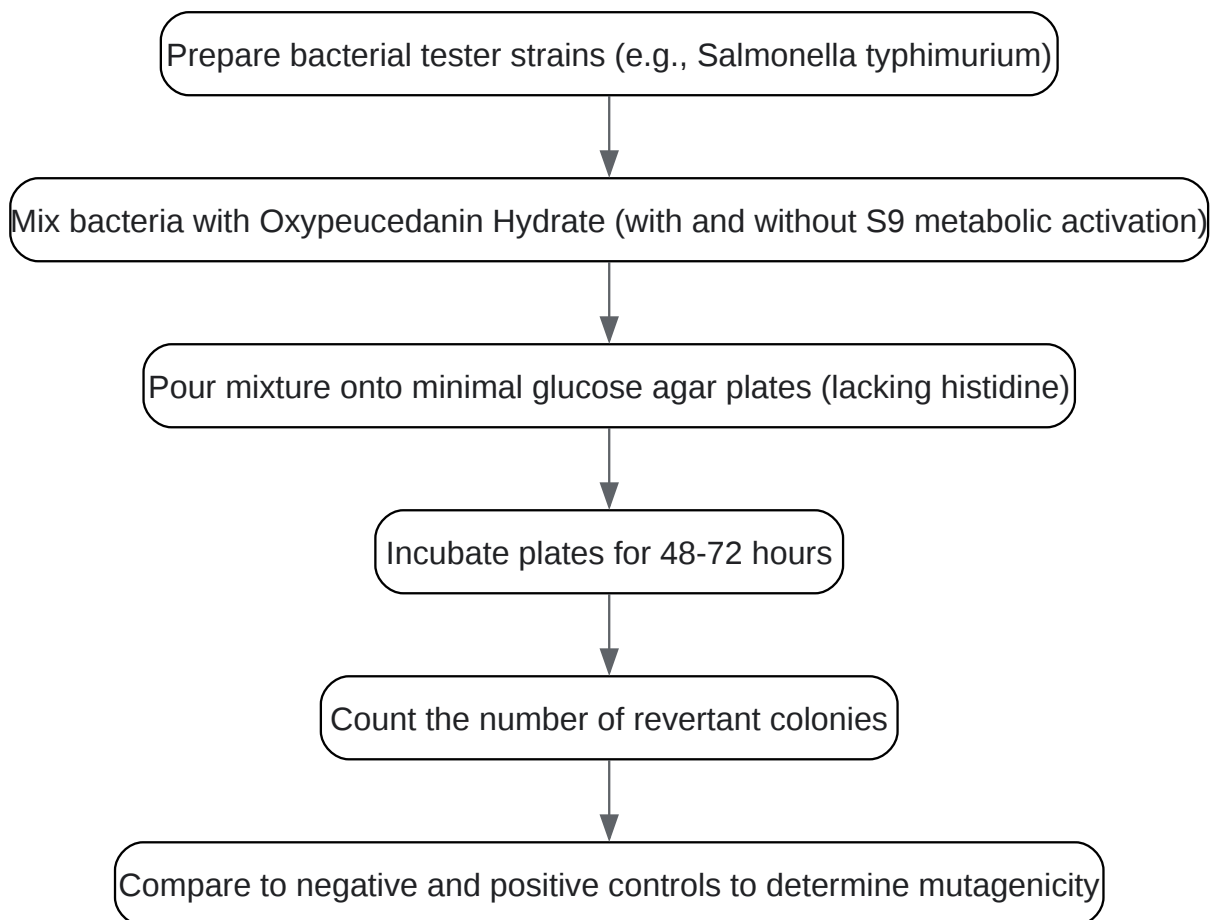 Prepare bacterial tester strains (e.g., Salmonella typhimurium)
Mix bacteria with Oxypeucedanin Hydrate (with and without S9 metabolic activation)
Pour mixture onto minimal glucose agar plates (lacking histidine)
Incubate plates for 48-72 hours
Count the number of revertant colonies
Compare to negative and positive controls to determine mutagenicity